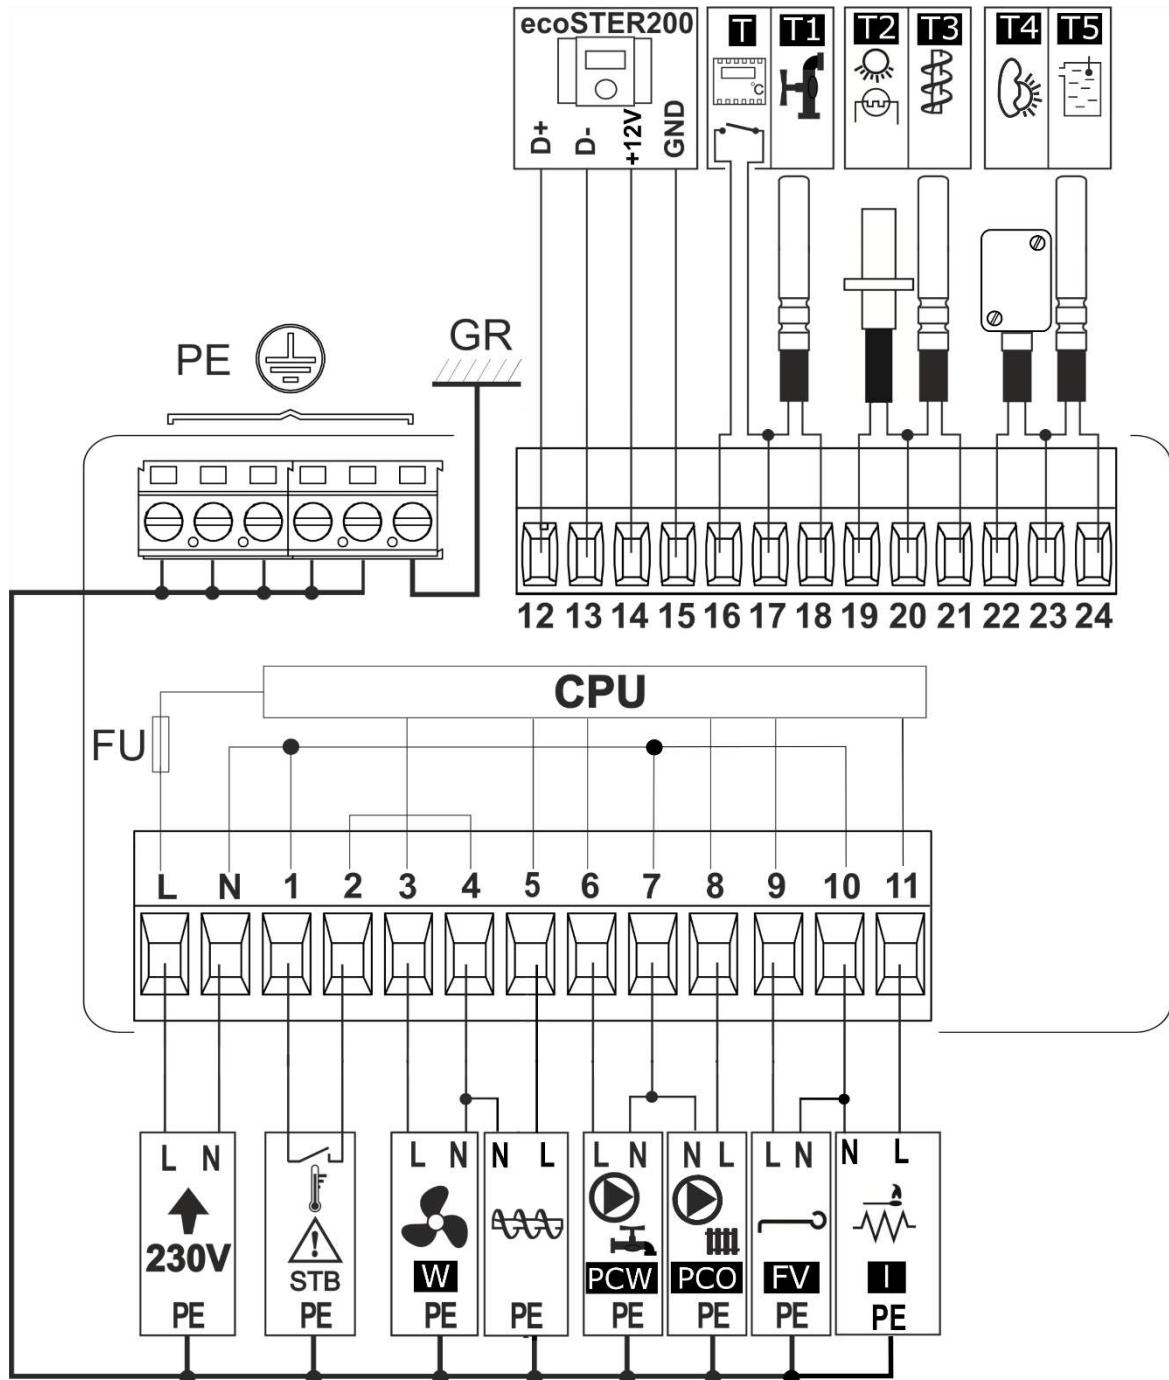 ecoSTER200 T T1 T2 T3 T4 T5
°C
D+ D- +12V GND
PE GR
12 13 14 15 16 17 18 19 20 21 22 23 24
CPU
FU
L N 1 2 3 4 5 6 7 8 9 10 11
L N L N N L L N N L L N N L
230V STB W PCW PCO FV I
PE PE PE PE PE PE PE PE